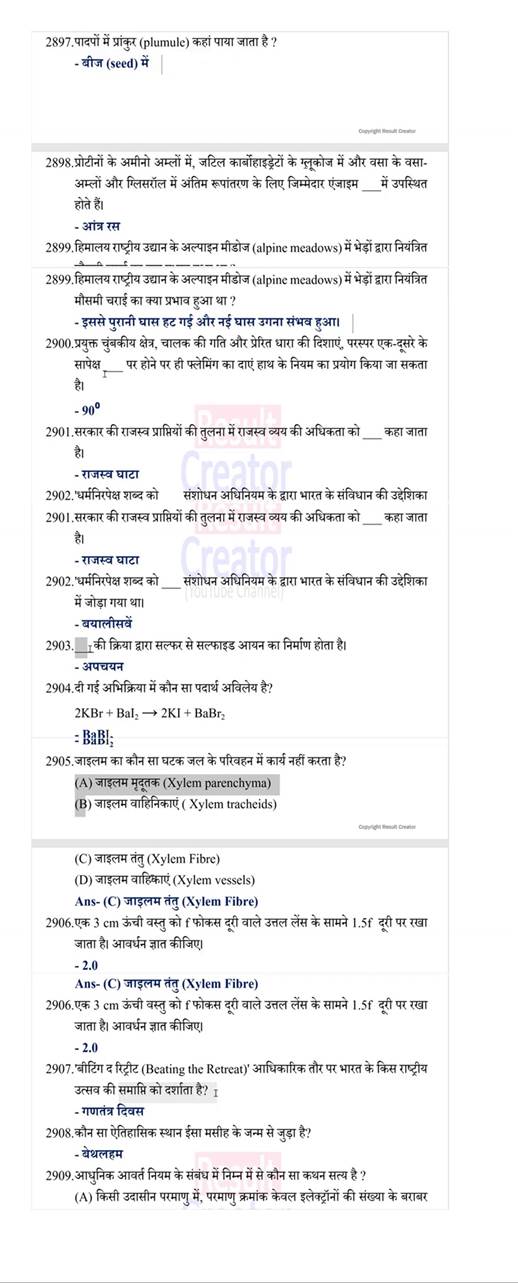 2897.पादपों में प्रांकुर (plumule) कहां पाया जाता है ?
- बीज (seed) में
Copyright Result Creator
2898.प्रोटीनों के अमीनो अम्लों में, जटिल कार्बोहाइड्रेटों के ग्लूकोज में और वसा के वसा-
अम्लों और ग्लिसरॉल में अंतिम रूपांतरण के लिए जिम्मेदार एंजाइम ___में उपस्थित
होते हैं।
- आंत्र रस
2899.हिमालय राष्ट्रीय उद्यान के अल्पाइन मीडोज (alpine meadows) में भेड़ों द्वारा नियंत्रित
2899.हिमालय राष्ट्रीय उद्यान के अल्पाइन मीडोज (alpine meadows) में भेड़ों द्वारा नियंत्रित
मौसमी चराई का क्या प्रभाव हुआ था ?
- इससे पुरानी घास हट गई और नई घास उगना संभव हुआ।
2900.प्रयुक्त चुंबकीय क्षेत्र, चालक की गति और प्रेरित धारा की दिशाएं, परस्पर एक-दूसरे के
सापेक्ष ___ पर होने पर ही फ्लेमिंग का दाएं हाथ के नियम का प्रयोग किया जा सकता
है।
- 90⁰
Result
2901.सरकार की राजस्व प्राप्तियों की तुलना में राजस्व व्यय की अधिकता को ___ कहा जाता
है।
Creator
- राजस्व घाटा
2902.'धर्मनिरपेक्ष शब्द को संशोधन अधिनियम के द्वारा भारत के संविधान की उद्देशिका
2901.सरकार की राजस्व प्राप्तियों की तुलना में राजस्व व्यय की अधिकता को ___ कहा जाता
Result
है।
Creator
- राजस्व घाटा
2902.'धर्मनिरपेक्ष शब्द को ___ संशोधन अधिनियम के द्वारा भारत के संविधान की उद्देशिका
(YouTube Channel)
में जोड़ा गया था।
- बयालीसवें
2903.___की क्रिया द्वारा सल्फर से सल्फाइड आयन का निर्माण होता है।
- अपचयन
2904.दी गई अभिक्रिया में कौन सा पदार्थ अविलेय है?
2KBr + BaI₂ → 2KI + BaBr₂
2905.जाइलम का कौन सा घटक जल के परिवहन में कार्य नहीं करता है?
(A) जाइलम मृदूतक (Xylem parenchyma)
(B) जाइलम वाहिनिकाएं ( Xylem tracheids)
Copyright Result Creator
(C) जाइलम तंतु (Xylem Fibre)
(D) जाइलम वाहिकाएं (Xylem vessels)
Ans- (C) जाइलम तंतु (Xylem Fibre)
2906.एक 3 cm ऊंची वस्तु को f फोकस दूरी वाले उत्तल लेंस के सामने 1.5f दूरी पर रखा
जाता है। आवर्धन ज्ञात कीजिए।
- 2.0
Ans- (C) जाइलम तंतु (Xylem Fibre)
2906.एक 3 cm ऊंची वस्तु को f फोकस दूरी वाले उत्तल लेंस के सामने 1.5f दूरी पर रखा
जाता है। आवर्धन ज्ञात कीजिए।
- 2.0
2907.'बीटिंग द रिट्रीट (Beating the Retreat)' आधिकारिक तौर पर भारत के किस राष्ट्रीय
उत्सव की समाप्ति को दर्शाता है?
- गणतंत्र दिवस
2908.कौन सा ऐतिहासिक स्थान ईसा मसीह के जन्म से जुड़ा है?
- बेथलहम
Result
2909.आधुनिक आवर्त नियम के संबंध में निम्न में से कौन सा कथन सत्य है ?
(A) किसी उदासीन परमाणु में, परमाणु क्रमांक केवल इलेक्ट्रॉनों की संख्या के बराबर